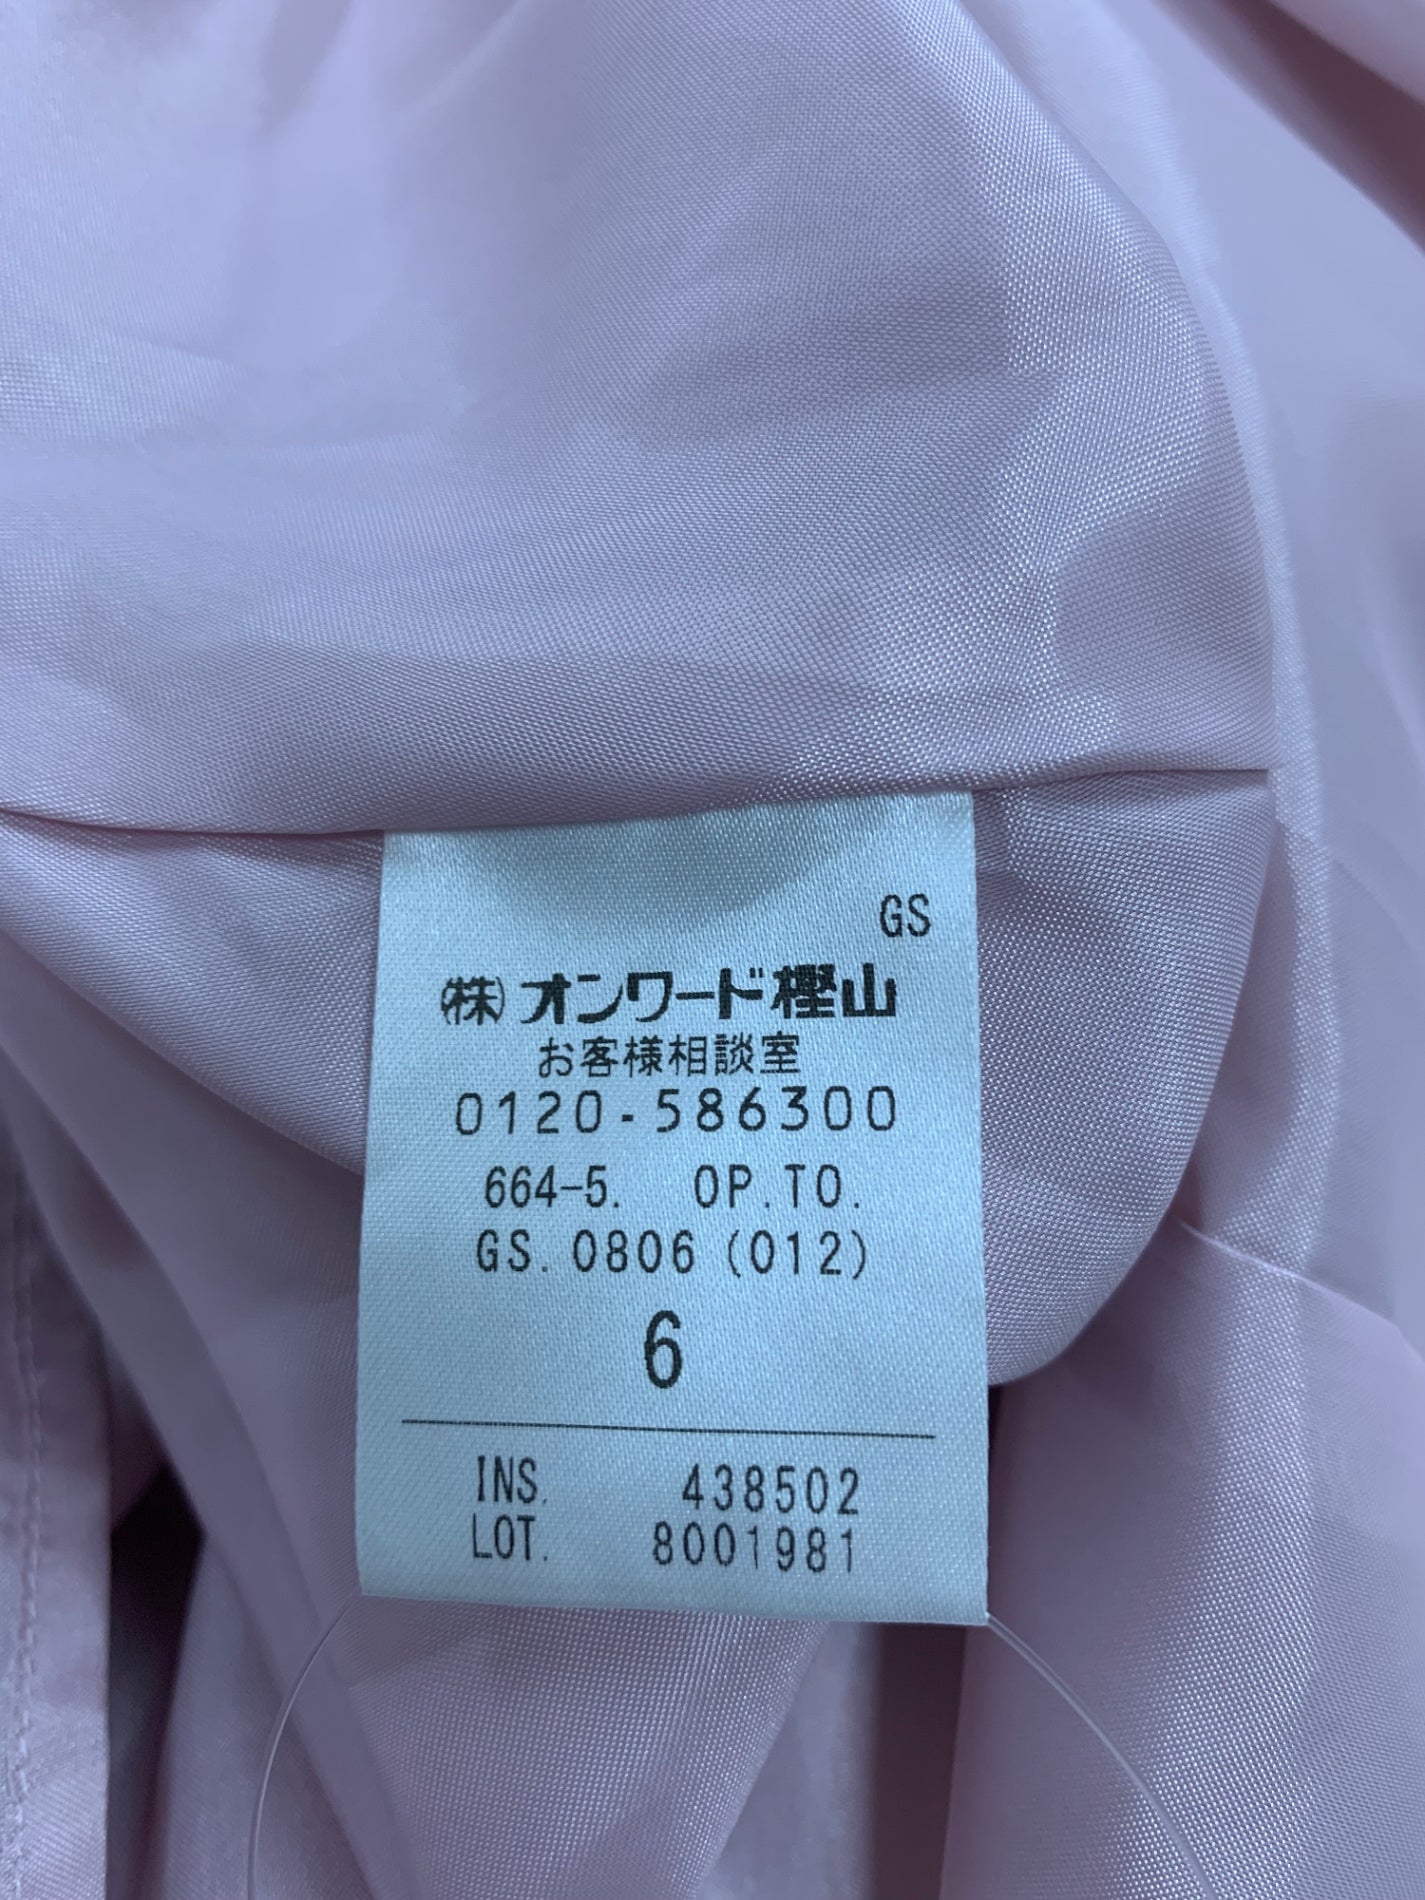 GS
㈱オンワード樫山
お客様相談室
0120-586300
664-5. OP.TO.
GS.0806 (012)
6
INS. 438502
LOT. 8001981